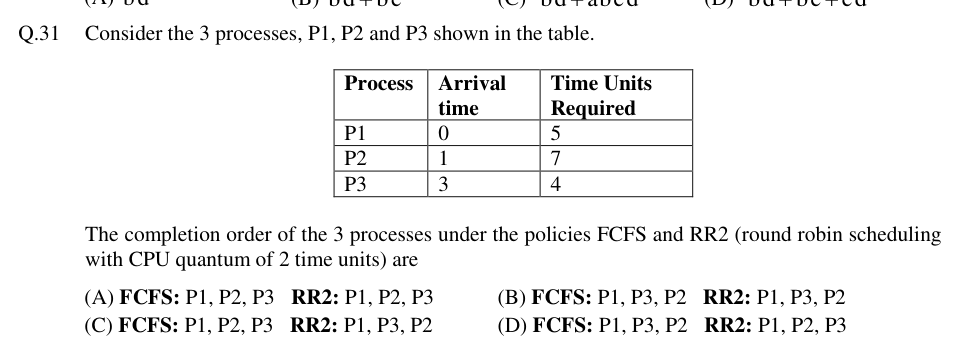 Q.31 Consider the 3 processes, P1, P2 and P3 shown in the table.
Process Arrival time Time Units Required
P1 0 5
P2 1 7
P3 3 4
The completion order of the 3 processes under the policies FCFS and RR2 (round robin scheduling
with CPU quantum of 2 time units) are
(A) FCFS: P1, P2, P3 RR2: P1, P2, P3 (B) FCFS: P1, P3, P2 RR2: P1, P3, P2
(C) FCFS: P1, P2, P3 RR2: P1, P3, P2 (D) FCFS: P1, P3, P2 RR2: P1, P2, P3